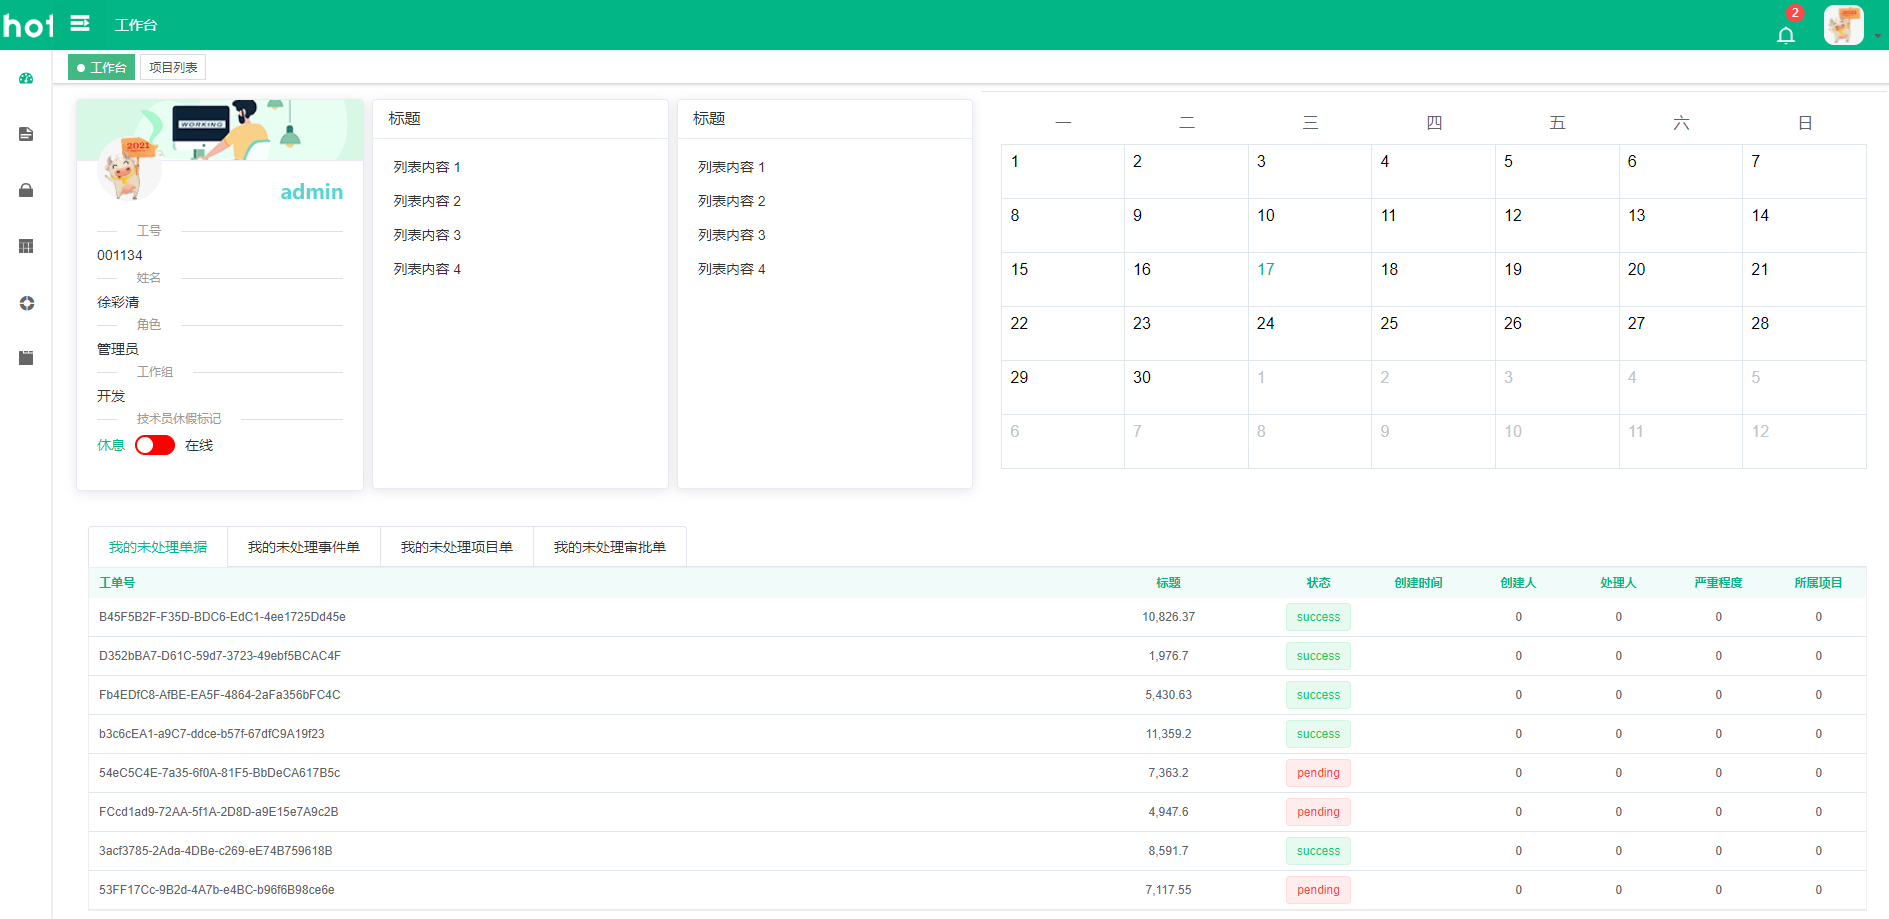 hot 工作台 2
工作台 项目列表
WORKING
2021
admin
工号
001134
姓名
徐彩清
角色
管理员
工作组
开发
技术员休假标记
休息 在线
标题
列表内容 1
列表内容 2
列表内容 3
列表内容 4
标题
列表内容 1
列表内容 2
列表内容 3
列表内容 4
一 二 三 四 五 六 日
1 2 3 4 5 6 7
8 9 10 11 12 13 14
15 16 17 18 19 20 21
22 23 24 25 26 27 28
29 30 1 2 3 4 5
6 7 8 9 10 11 12
我的未处理单据 我的未处理事件单 我的未处理项目单 我的未处理审批单
工单号 标题 状态 创建时间 创建人 处理人 严重程度 所属项目
B45F5B2F-F35D-BDC6-EdC1-4ee1725Dd45e 10,826.37 success 0 0 0 0
D352bBA7-D61C-59d7-3723-49ebf5BCAC4F 1,976.7 success 0 0 0 0
Fb4EDfC8-AfBE-EA5F-4864-2aFa356bFC4C 5,430.63 success 0 0 0 0
b3c6cEA1-a9C7-ddce-b57f-67dfC9A19f23 11,359.2 success 0 0 0 0
54eC5C4E-7a35-6f0A-81F5-BbDeCA617B5c 7,363.2 pending 0 0 0 0
FCcd1ad9-72AA-5f1A-2D8D-a9E15e7A9c2B 4,947.6 pending 0 0 0 0
3acf3785-2Ada-4DBe-c269-eE74B759618B 8,591.7 success 0 0 0 0
53FF17Cc-9B2d-4A7b-e4BC-b96f6B98ce6e 7,117.55 pending 0 0 0 0